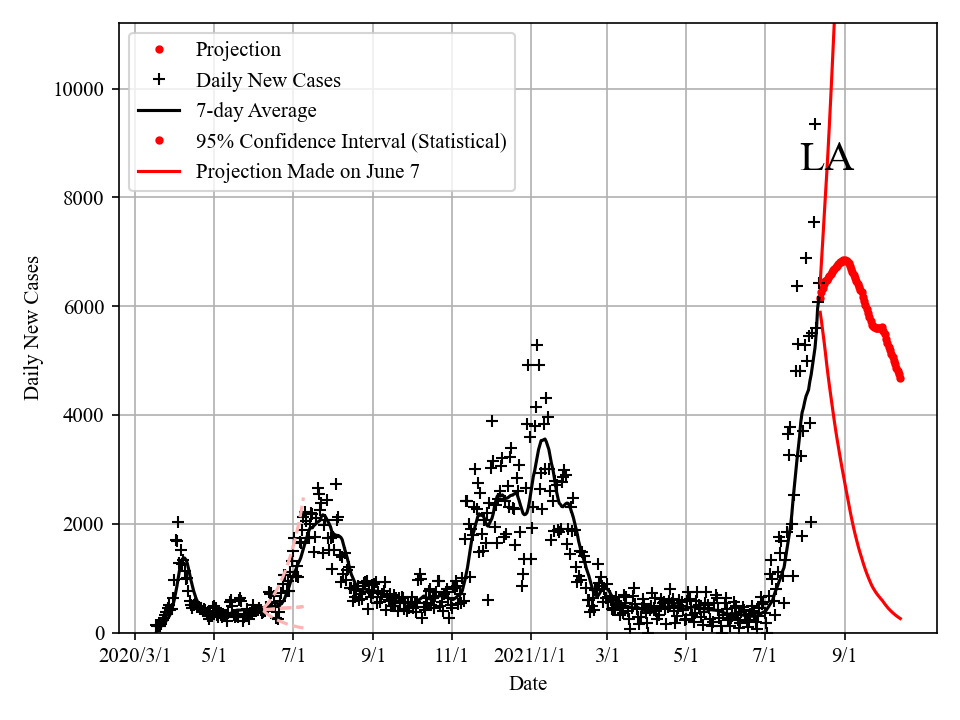 Projection
Daily New Cases
7-day Average
95% Confidence Interval (Statistical)
Projection Made on June 7
LA
10000
8000
6000
4000
2000
0
Daily New Cases
2020/3/1 5/1 7/1 9/1 11/1 2021/1/1 3/1 5/1 7/1 9/1
Date